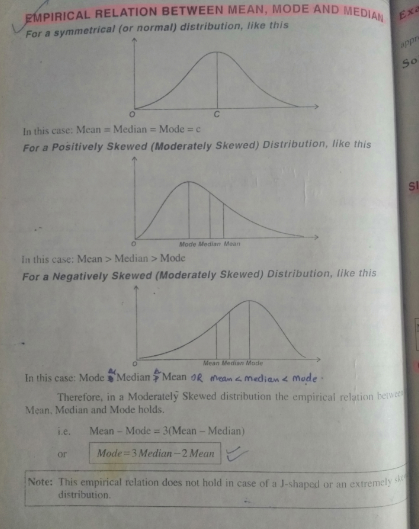 EMPIRICAL RELATION BETWEEN MEAN, MODE AND MEDIAN
For a symmetrical (or normal) distribution, like this
O C
In this case: Mean = Median = Mode = c
For a Positively Skewed (Moderately Skewed) Distribution, like this
O Mode Median Mean
In this case: Mean > Median > Mode
For a Negatively Skewed (Moderately Skewed) Distribution, like this
O Mean Median Mode
In this case: Mode Median Mean OR mean < median < mode.
Therefore, in a Moderately Skewed distribution the empirical relation between
Mean, Median and Mode holds.
i.e. Mean – Mode = 3(Mean – Median)
or Mode = 3 Median – 2 Mean
Note: This empirical relation does not hold in case of a J-shaped or an extremely
distribution.